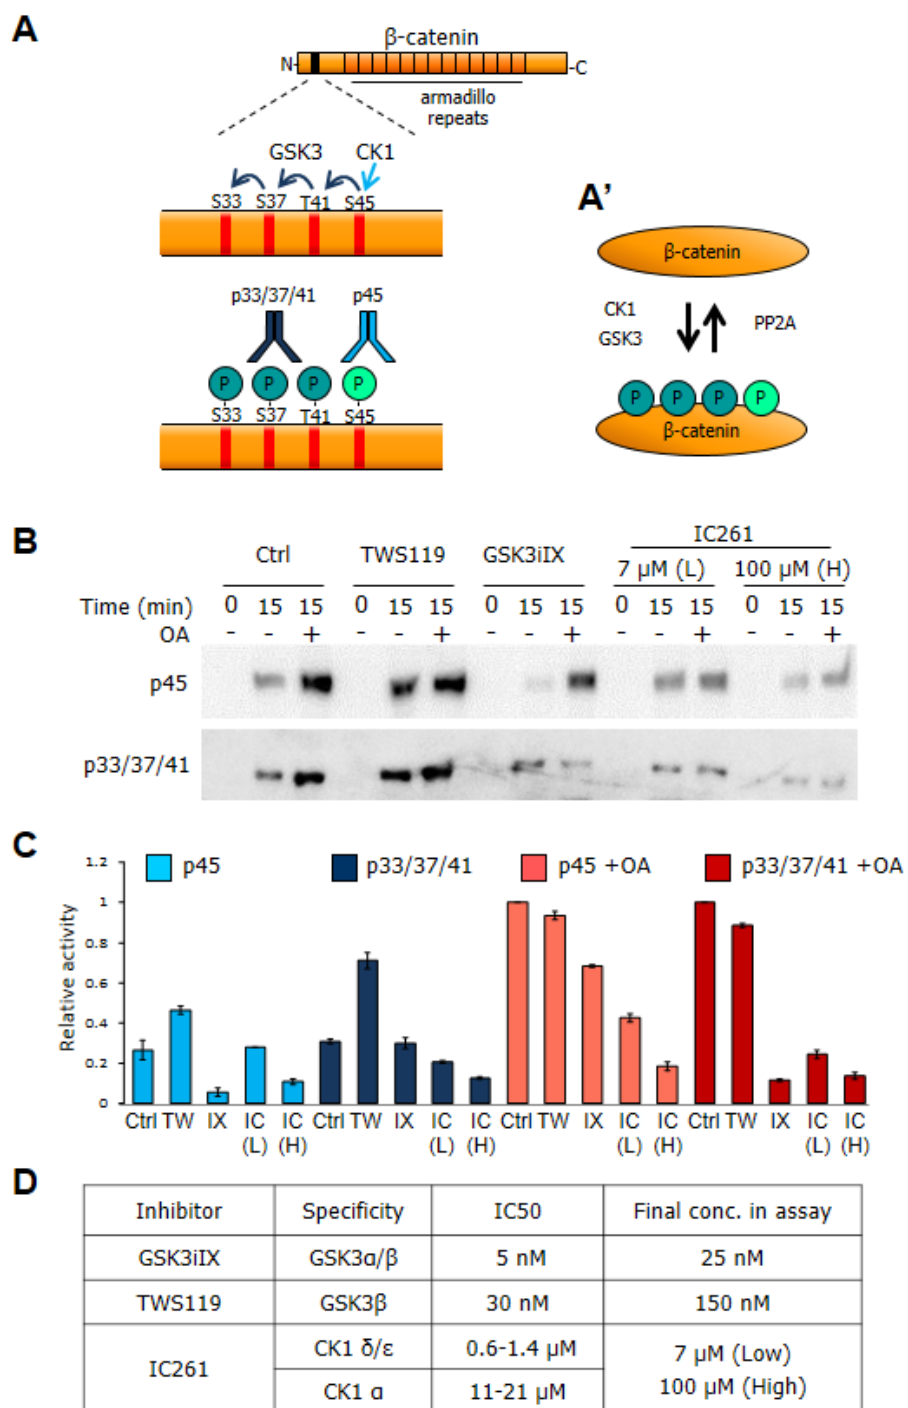 A
β-catenin
N-
-C
armadillo
repeats
GSK3 CK1
S33 S37 T41 S45
p33/37/41 p45
P P P P
S33 S37 T41 S45
A'
β-catenin
CK1
GSK3
PP2A
P P P P
β-catenin
B
IC261
Ctrl TWS119 GSK3iIX 7 µM (L) 100 µM (H)
Time (min) 0 15 15 0 15 15 0 15 15 0 15 15 0 15 15
OA - - + - - + - - + - - + - - +
p45
p33/37/41
C
p45 p33/37/41 p45 +OA p33/37/41 +OA
Relative activity
1.2
1
0.8
0.6
0.4
0.2
0
Ctrl TW IX IC (L) IC (H) Ctrl TW IX IC (L) IC (H) Ctrl TW IX IC (L) IC (H) Ctrl TW IX IC (L) IC (H)
D
Inhibitor Specificity IC50 Final conc. in assay
GSK3iIX GSK3α/β 5 nM 25 nM
TWS119 GSK3β 30 nM 150 nM
IC261 CK1 δ/ε 0.6-1.4 µM 7 µM (Low)
CK1 α 11-21 µM 100 µM (High)